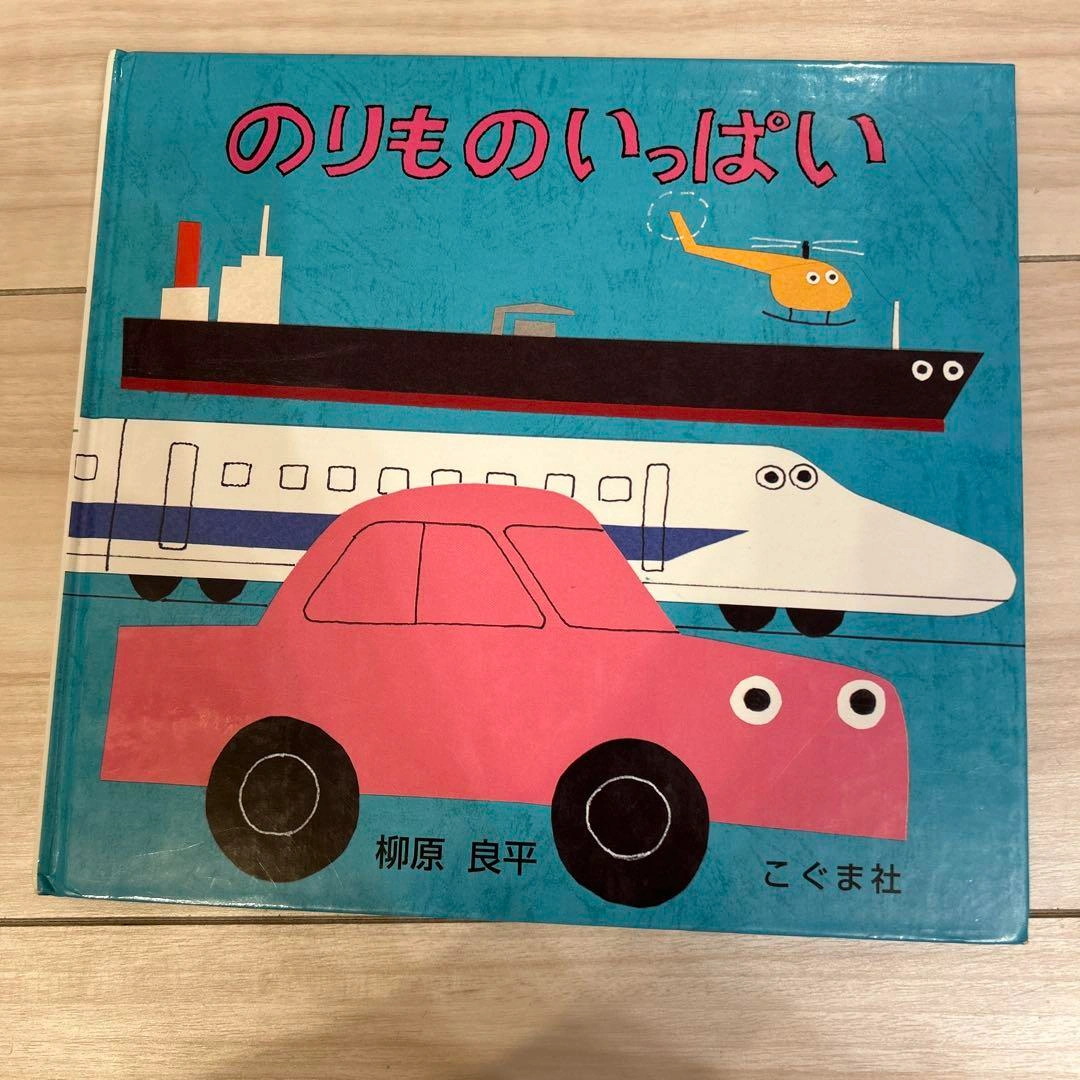 のりものいっぱい
柳原 良平
こぐま社